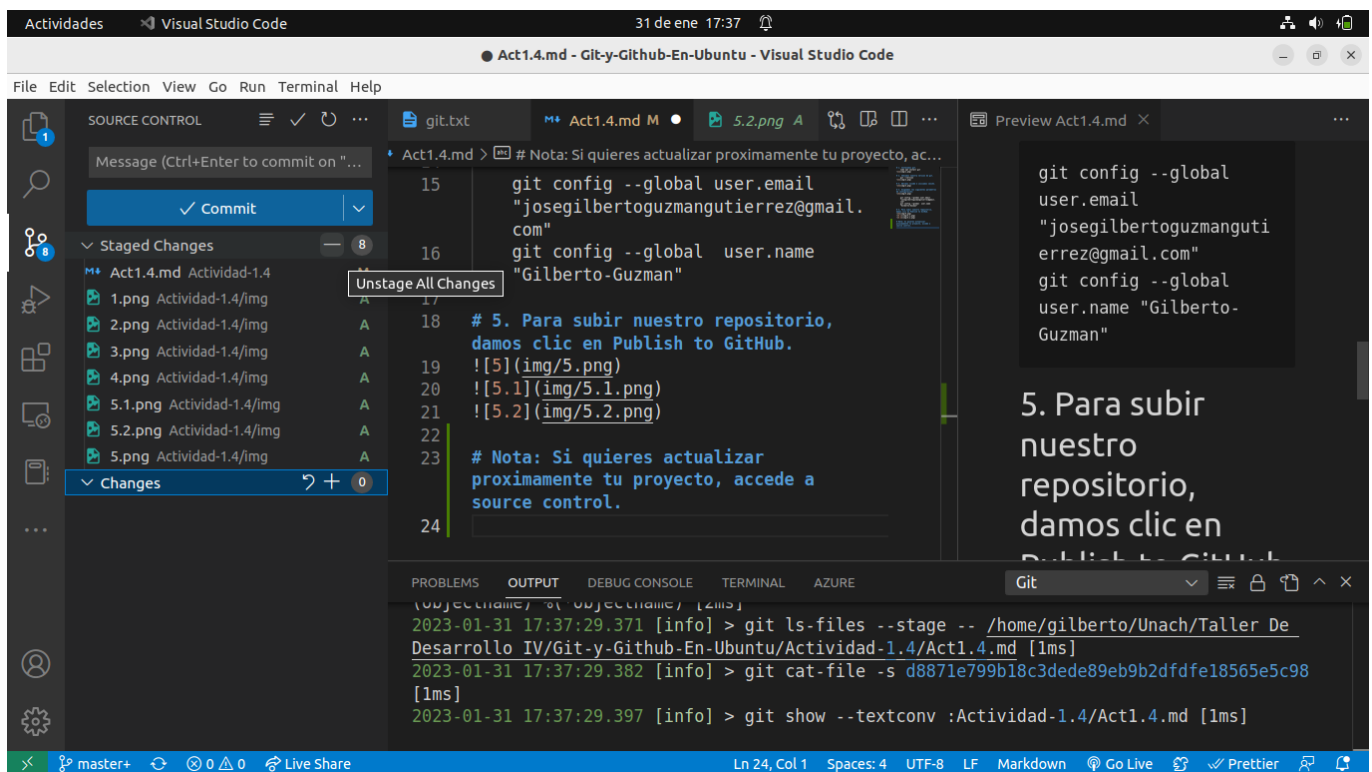 Actividades Visual Studio Code 31 de ene 17:37
Act1.4.md - Git-y-Github-En-Ubuntu - Visual Studio Code
File Edit Selection View Go Run Terminal Help
1
8
SOURCE CONTROL
Message (Ctrl+Enter to commit on "...
Commit
Staged Changes 8
Act1.4.md Actividad-1.4
Unstage All Changes
1.png Actividad-1.4/img A
2.png Actividad-1.4/img A
3.png Actividad-1.4/img A
4.png Actividad-1.4/img A
5.1.png Actividad-1.4/img A
5.2.png Actividad-1.4/img A
5.png Actividad-1.4/img A
Changes 0
git.txt Act1.4.md M 5.2.png A
Act1.4.md > # Nota: Si quieres actualizar proximamente tu proyecto, ac...
15 git config --global user.email
"josegilbertoguzmangutierrez@gmail.
com"
16 git config --global  user.name
"Gilberto-Guzman"
17
18 # 5. Para subir nuestro repositorio,
damos clic en Publish to GitHub.
19 ![5](img/5.png)
20 ![5.1](img/5.1.png)
21 ![5.2](img/5.2.png)
22
23 # Nota: Si quieres actualizar
proximamente tu proyecto, accede a
source control.
24
Preview Act1.4.md
git config --global
user.email
"josegilbertoguzmanguti
errez@gmail.com"
git config --global
user.name "Gilberto-
Guzman"
5. Para subir
nuestro
repositorio,
damos clic en
Publish to GitHub
PROBLEMS OUTPUT DEBUG CONSOLE TERMINAL AZURE Git
(objectname) %(*objectname) [2ms]
2023-01-31 17:37:29.371 [info] > git ls-files --stage -- /home/gilberto/Unach/Taller De
Desarrollo IV/Git-y-Github-En-Ubuntu/Actividad-1.4/Act1.4.md [1ms]
2023-01-31 17:37:29.382 [info] > git cat-file -s d8871e799b18c3dede89eb9b2dfdfe18565e5c98
[1ms]
2023-01-31 17:37:29.397 [info] > git show --textconv :Actividad-1.4/Act1.4.md [1ms]
master+ 0 0 Live Share Ln 24, Col 1 Spaces: 4 UTF-8 LF Markdown Go Live Prettier